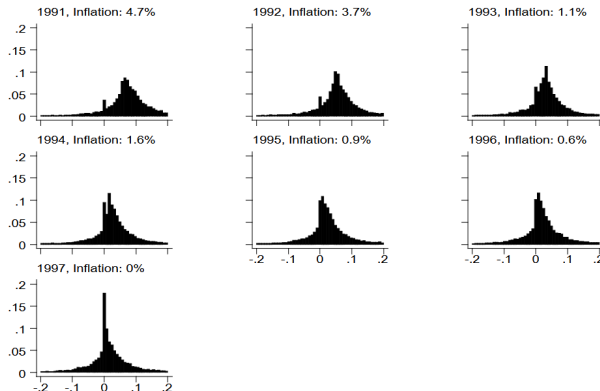 1991, Inflation: 4.7%
1992, Inflation: 3.7%
1993, Inflation: 1.1%
.2
.15
.1
.05
0
1994, Inflation: 1.6%
1995, Inflation: 0.9%
1996, Inflation: 0.6%
.2
.15
.1
.05
0
-.2 -.1 0 .1 .2
-.2 -.1 0 .1 .2
1997, Inflation: 0%
.2
.15
.1
.05
0
-.2 -.1 0 .1 .2